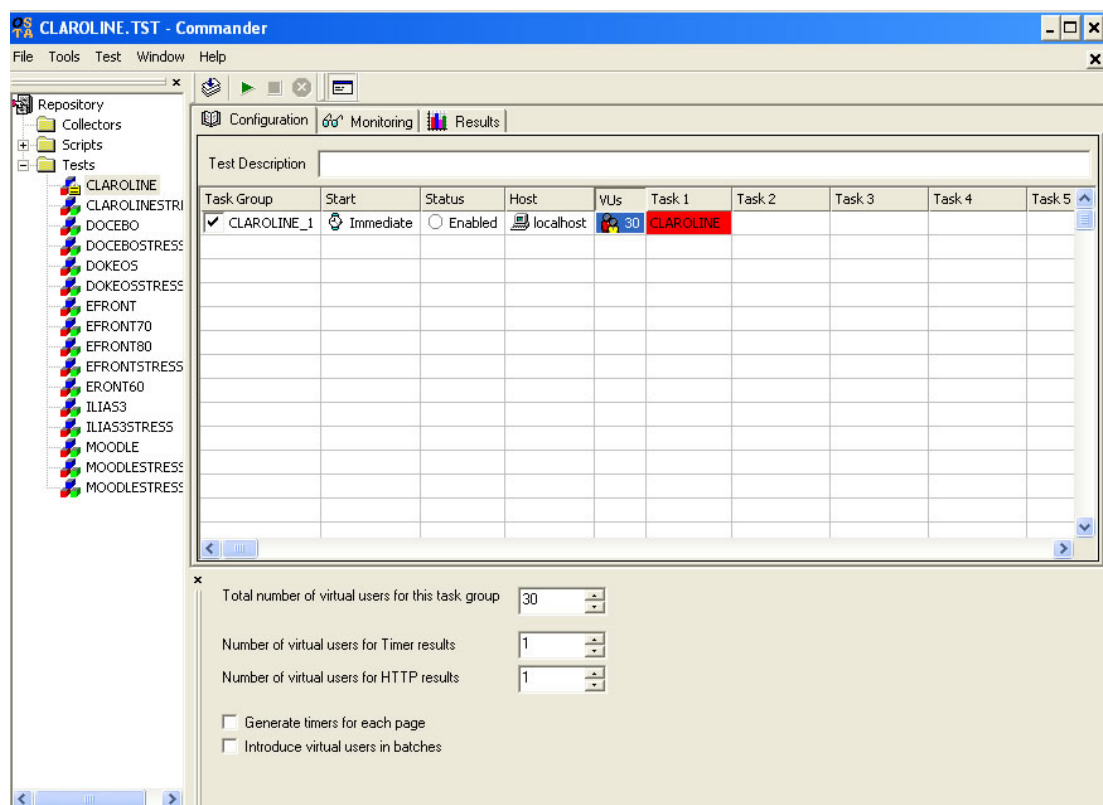 OSTA CLAROLINE.TST - Commander
File Tools Test Window Help
Repository
Collectors
Scripts
Tests
CLAROLINE
CLAROLINESTRI
DOCEBO
DOCEBOSTRESS
DOKEOS
DOKEOSSTRESS
EFRONT
EFRONT70
EFRONT80
EFRONTSTRESS
ERONT60
ILIAS3
ILIAS3STRESS
MOODLE
MOODLESTRESS
MOODLESTRESS
Configuration Monitoring Results
Test Description
Task Group Start Status Host VUs Task 1 Task 2 Task 3 Task 4 Task 5
CLAROLINE_1 Immediate Enabled localhost 30 CLAROLINE
Total number of virtual users for this task group 30
Number of virtual users for Timer results 1
Number of virtual users for HTTP results 1
Generate timers for each page
Introduce virtual users in batches